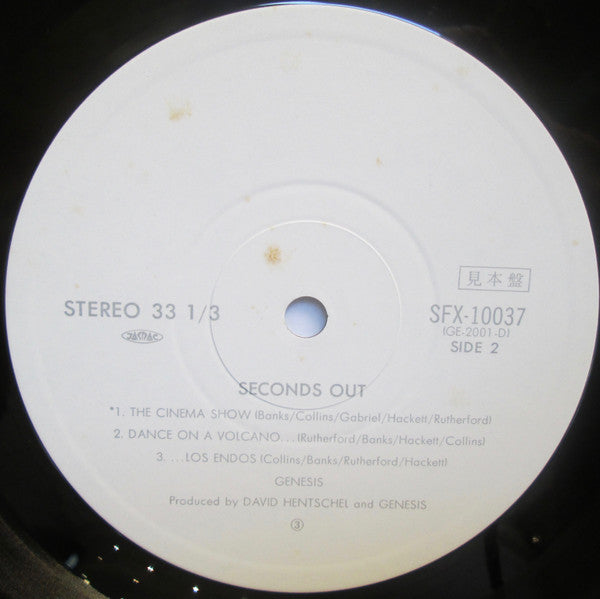 見本盤
STEREO 33 1/3
SFX-10037
(GE-2001-D)
JASRAC
SIDE 2
SECONDS OUT
*1. THE CINEMA SHOW (Banks/Collins/Gabriel/Hackett/Rutherford)
2. DANCE ON A VOLCANO...(Rutherford/Banks/Hackett/Collins)
3. ...LOS ENDOS (Collins/Banks/Rutherford/Hackett)
GENESIS
Produced by DAVID HENTSCHEL and GENESIS
③